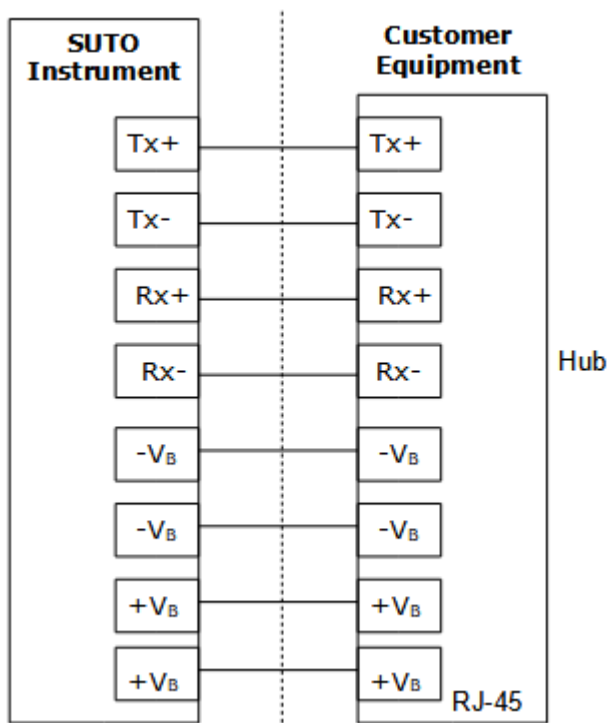 SUTO
Instrument
Customer
Equipment
Tx+ Tx+
Tx- Tx-
Rx+ Rx+
Rx- Rx-
Hub
-VB -VB
-VB -VB
+VB +VB
+VB +VB
RJ-45